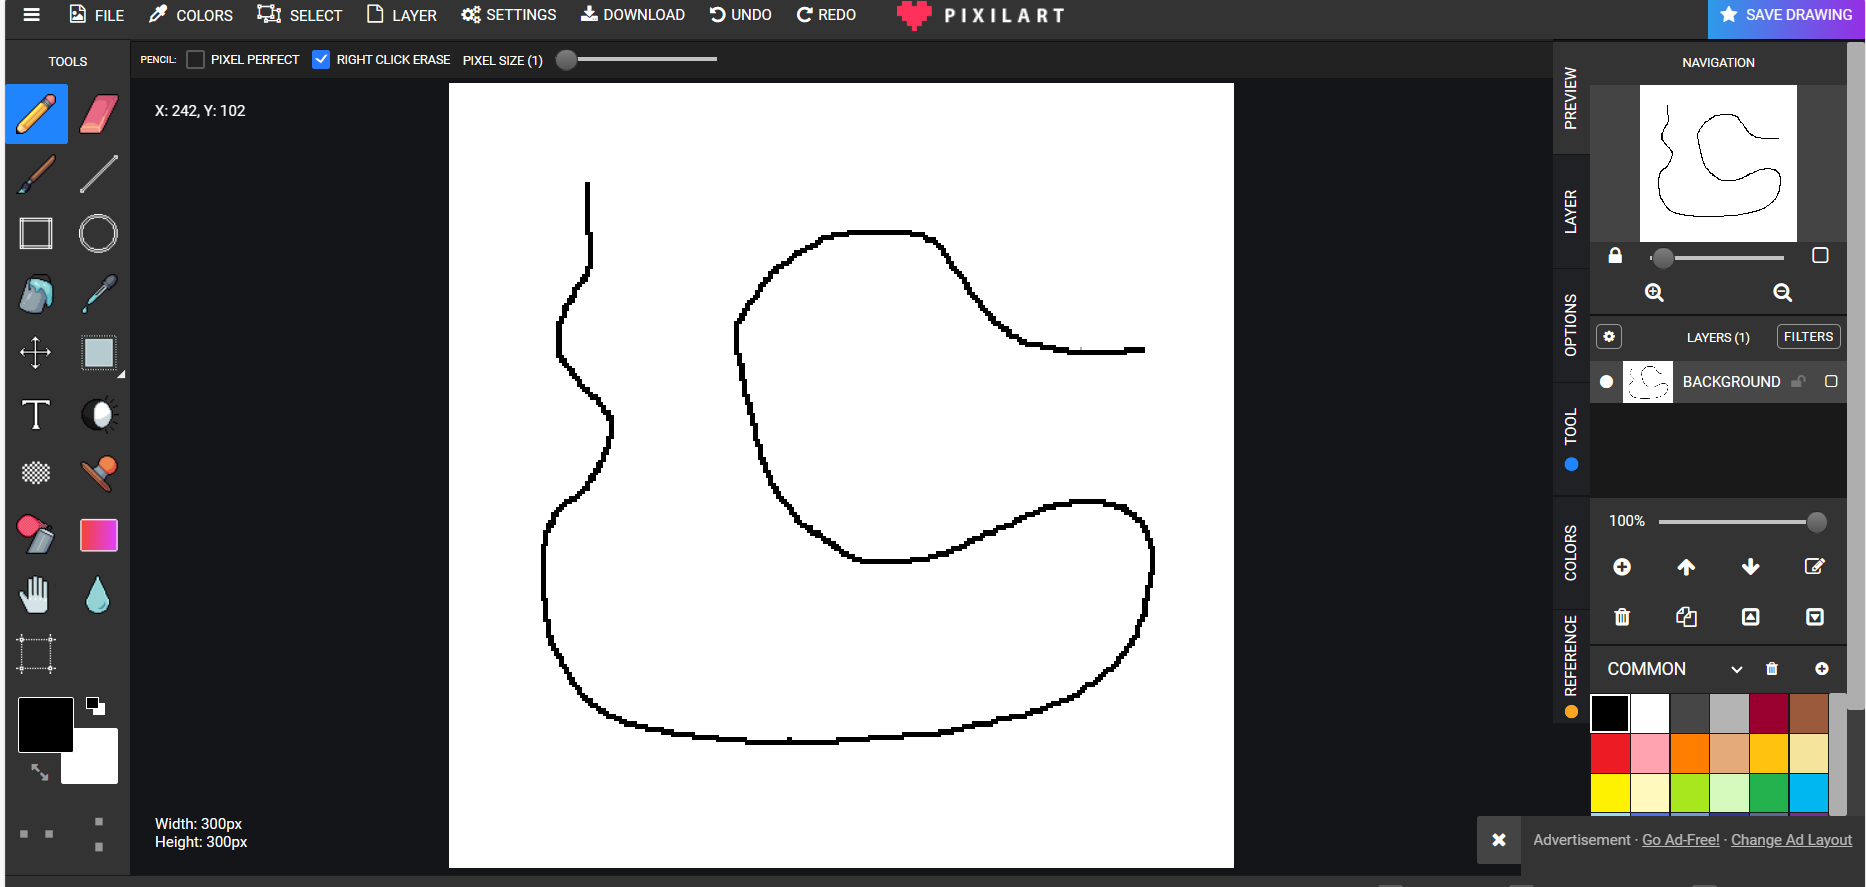 FILE COLORS SELECT LAYER SETTINGS DOWNLOAD UNDO REDO PIXILART SAVE DRAWING
TOOLS
PENCIL: PIXEL PERFECT RIGHT CLICK ERASE PIXEL SIZE (1)
X: 242, Y: 102
T
Width: 300px
Height: 300px
PREVIEW
LAYER
OPTIONS
TOOL
COLORS
REFERENCE
NAVIGATION
LAYERS (1) FILTERS
BACKGROUND
100%
COMMON
Advertisement · Go Ad-Free! · Change Ad Layout